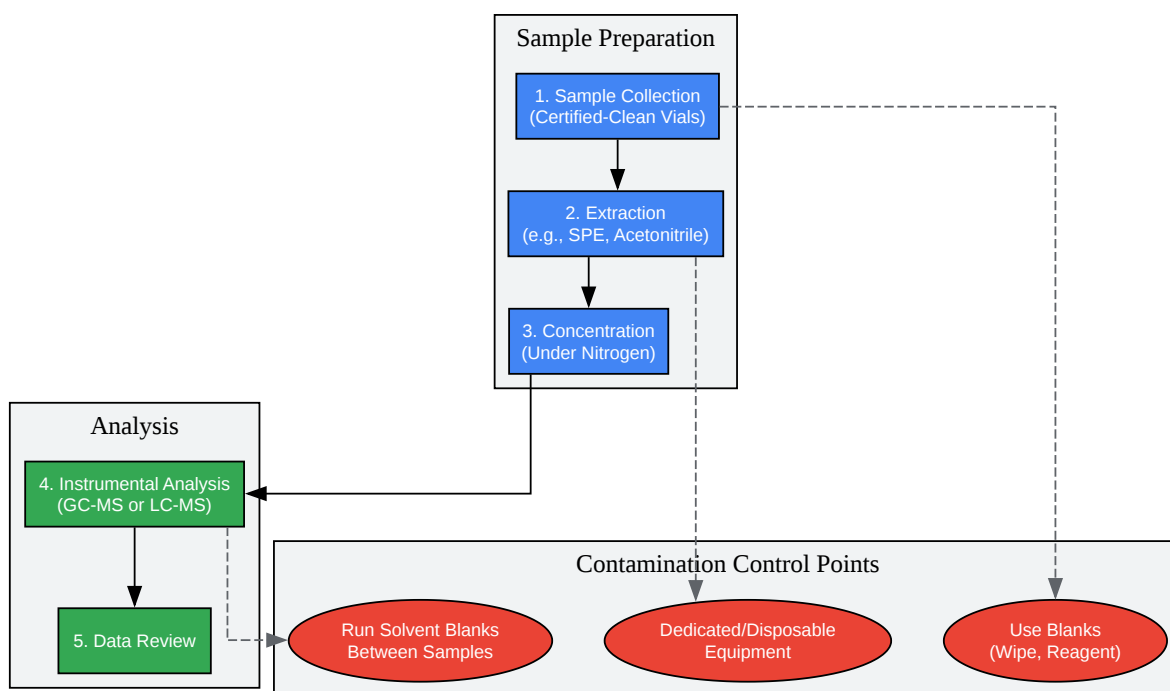 Sample Preparation
1. Sample Collection
(Certified-Clean Vials)
2. Extraction
(e.g., SPE, Acetonitrile)
3. Concentration
(Under Nitrogen)
Analysis
4. Instrumental Analysis
(GC-MS or LC-MS)
5. Data Review
Contamination Control Points
Run Solvent Blanks
Between Samples
Dedicated/Disposable
Equipment
Use Blanks
(Wipe, Reagent)